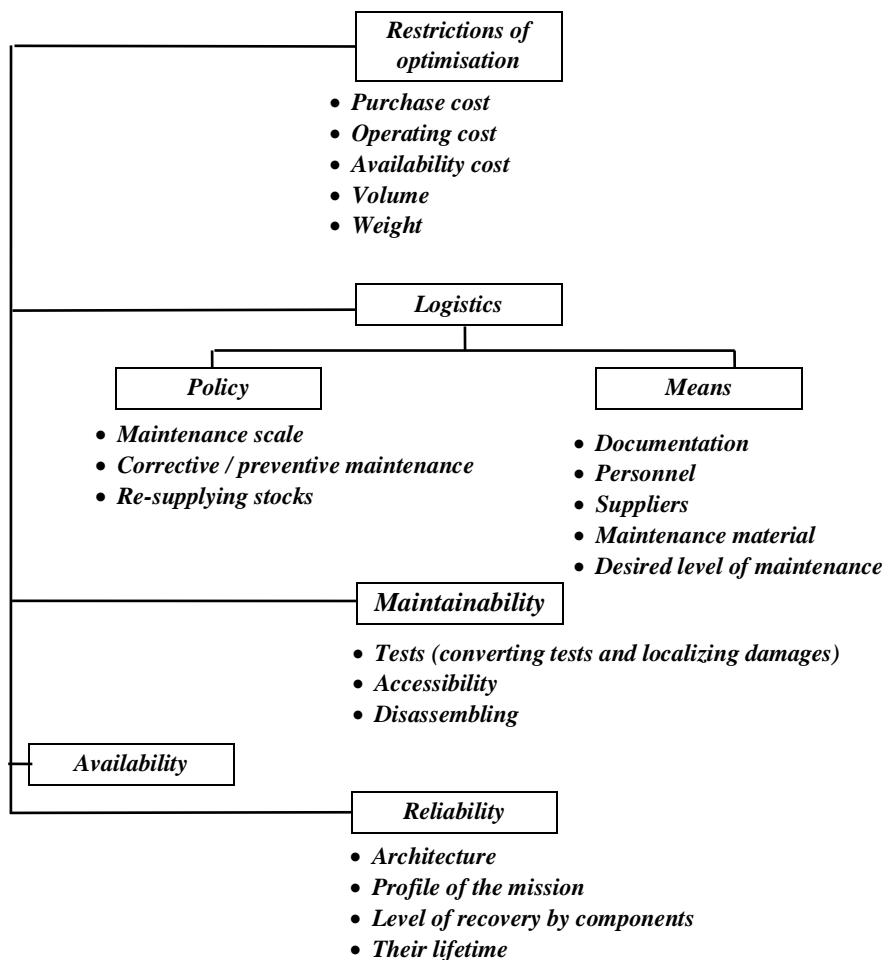 Restrictions of
optimisation
• Purchase cost
• Operating cost
• Availability cost
• Volume
• Weight
Logistics
Policy
• Maintenance scale
• Corrective / preventive maintenance
• Re-supplying stocks
Means
• Documentation
• Personnel
• Suppliers
• Maintenance material
• Desired level of maintenance
Maintainability
• Tests (converting tests and localizing damages)
• Accessibility
• Disassembling
Availability
Reliability
• Architecture
• Profile of the mission
• Level of recovery by components
• Their lifetime